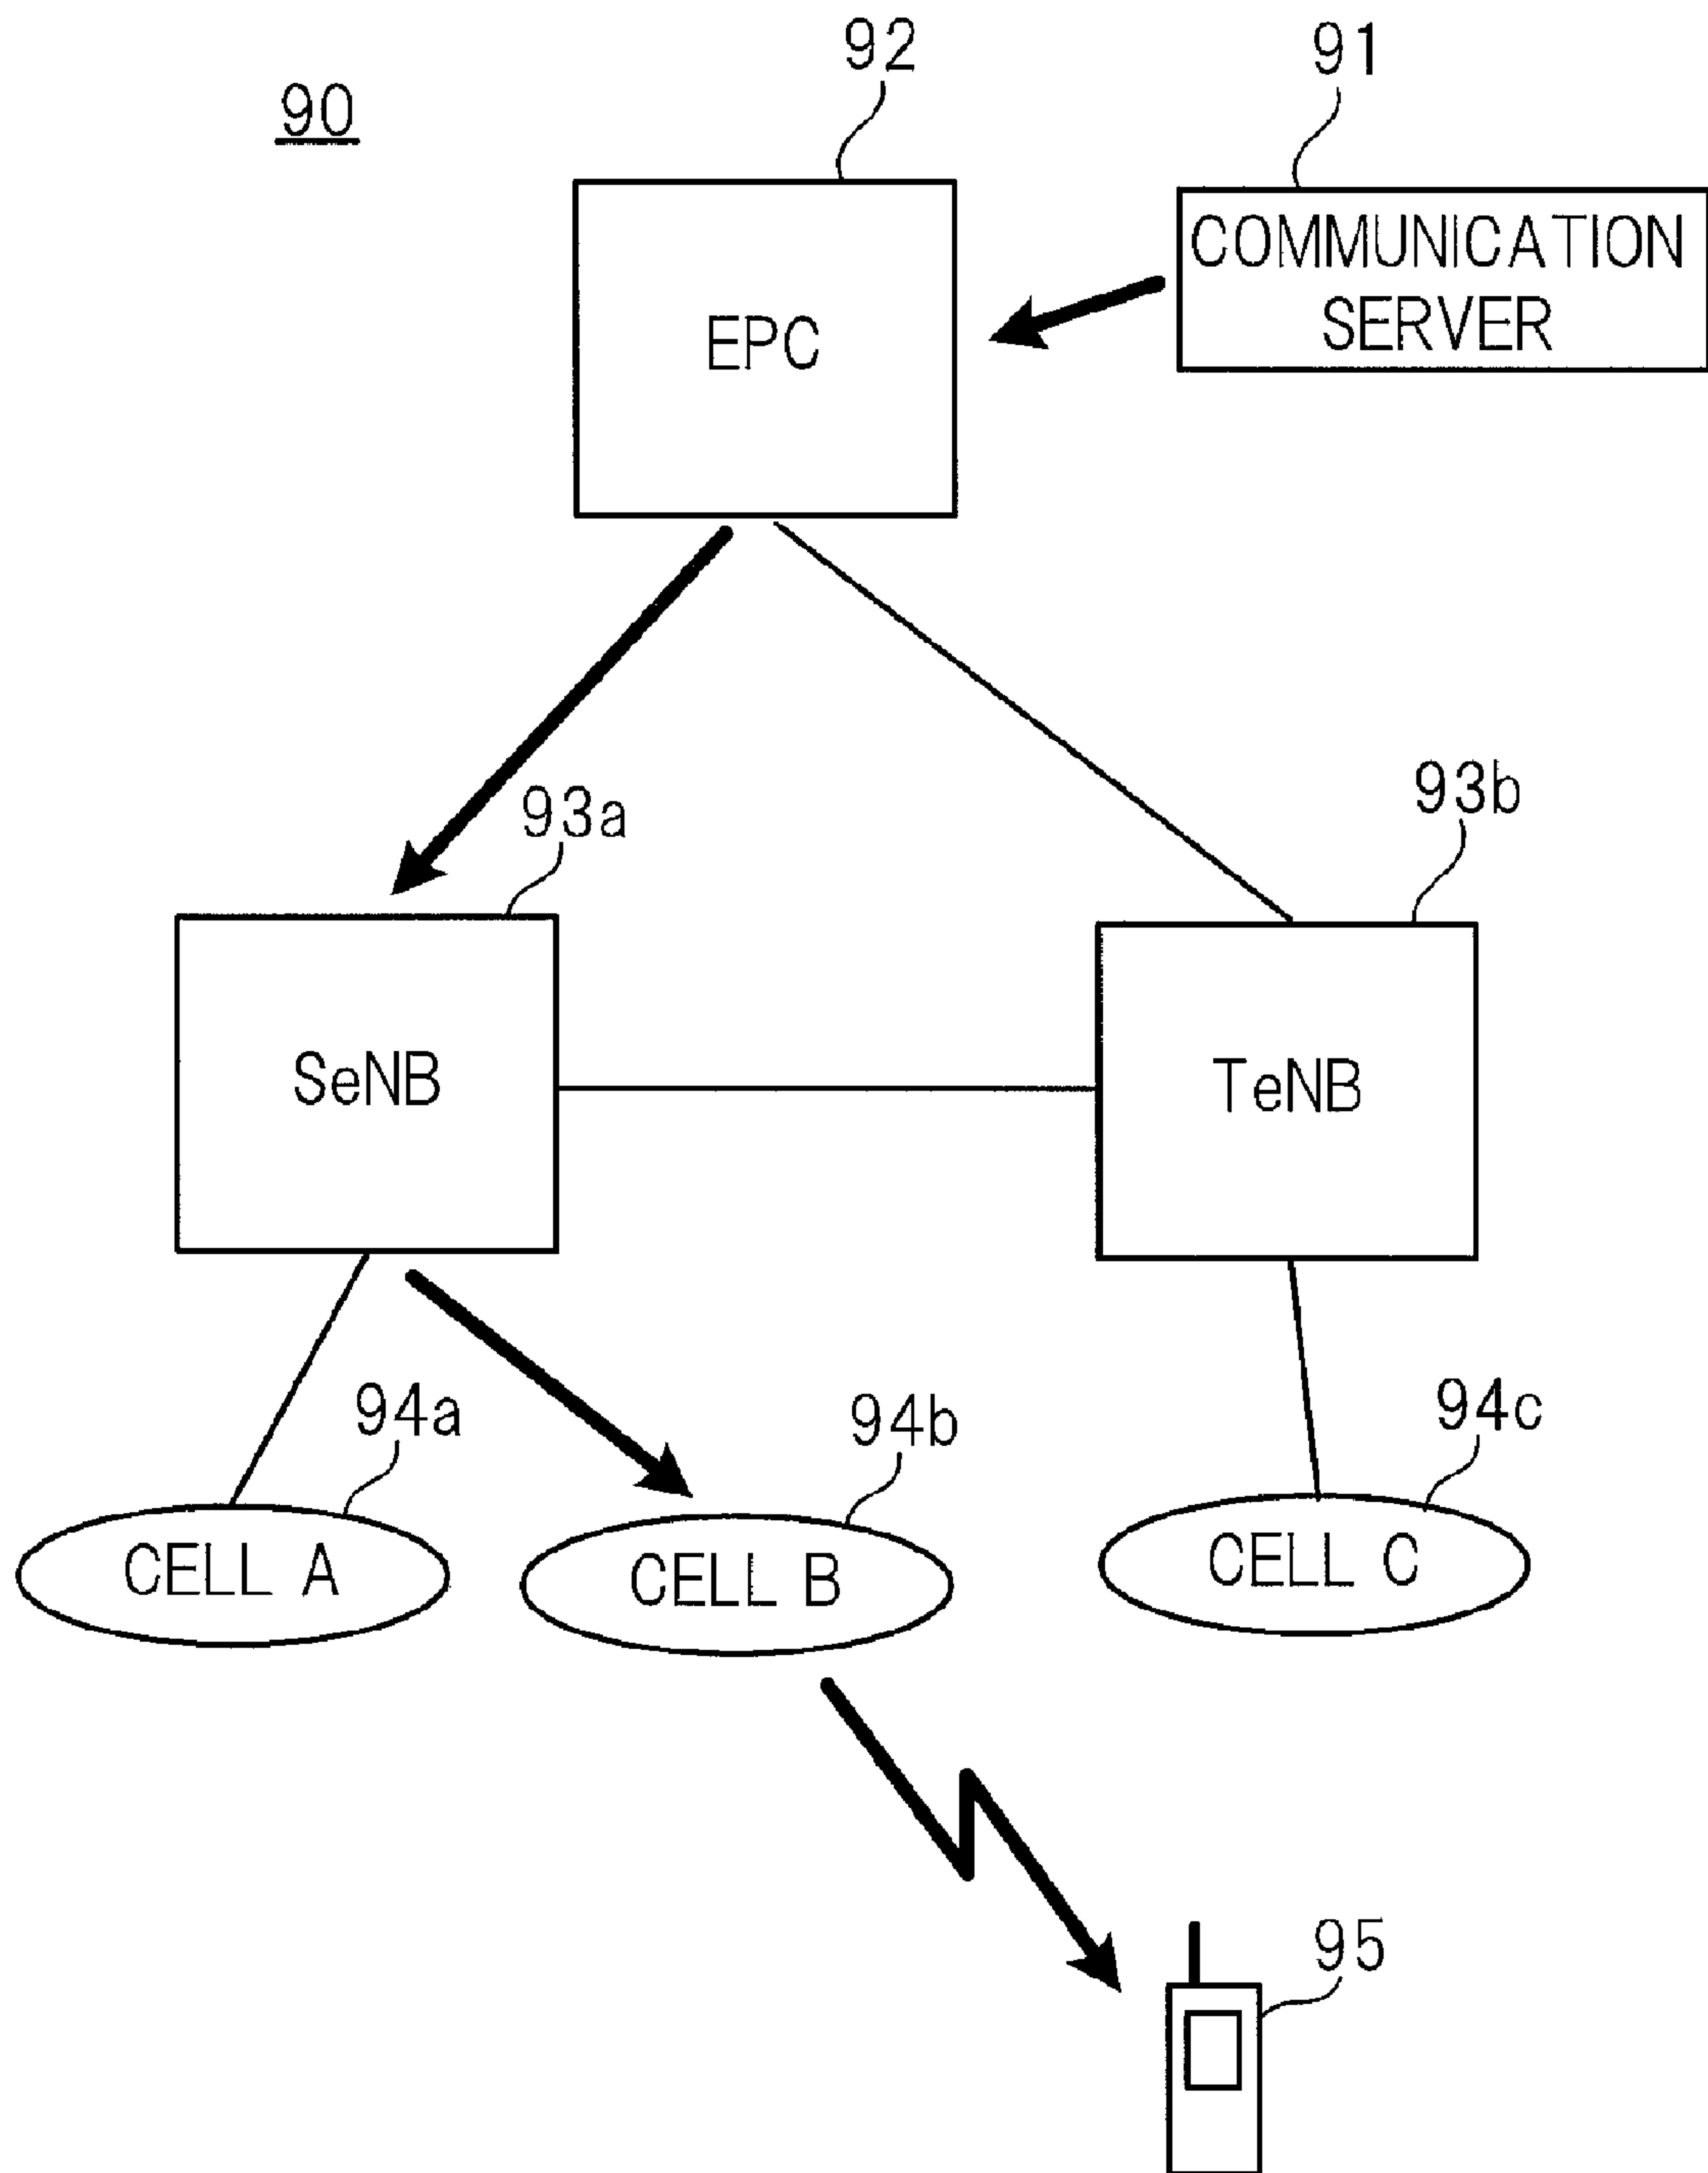 90
92
91
EPC
COMMUNICATION
SERVER
93a
93b
SeNB
TeNB
94a
94b
94c
CELL A
CELL B
CELL C
95